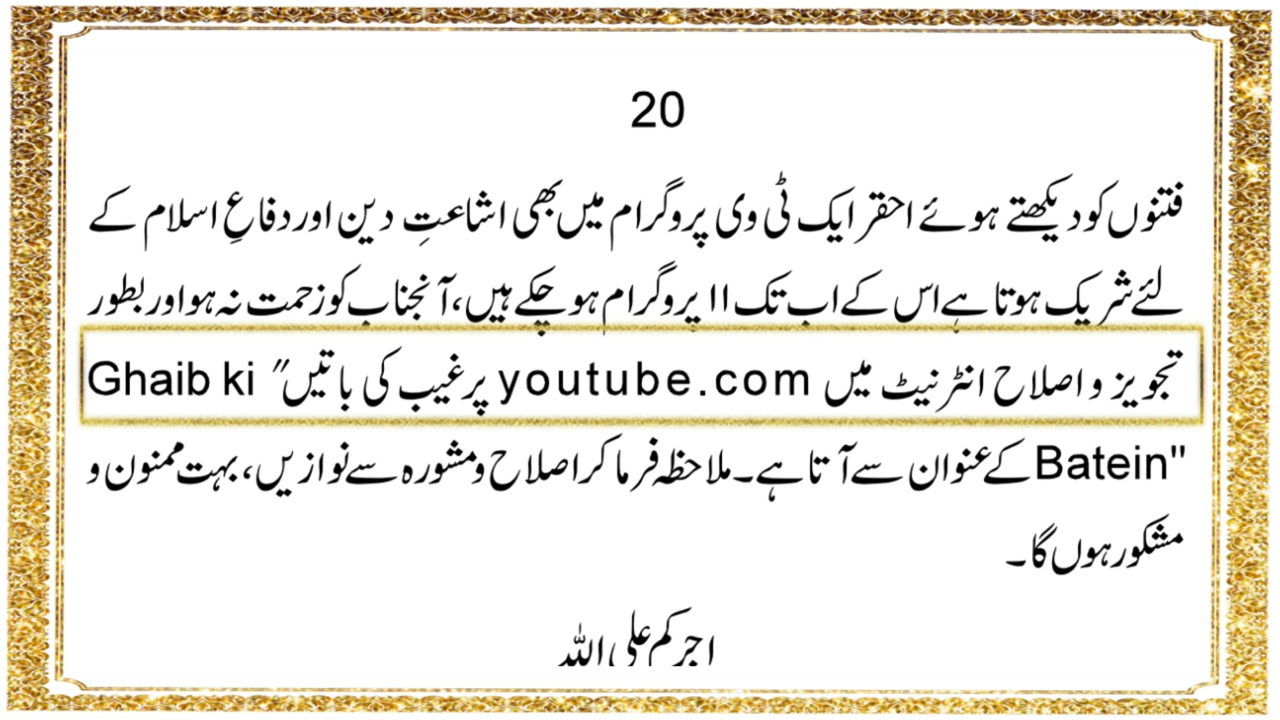 20
فتنوں کو دیکھتے ہوئے احقر ایک ٹی وی پروگرام میں بھی اشاعتِ دین اور دفاعِ اسلام کے
لئے شریک ہوتا ہے اس کے اب تک ۱۱ پروگرام ہو چکے ہیں، آنجناب کو زحمت نہ ہو اور بطور
تجویز و اصلاح انٹرنیٹ میں youtube.com پر غیب کی باتیں" Ghaib ki
Batein" کے عنوان سے آتا ہے۔ ملاحظہ فرما کر اصلاح و مشورہ سے نوازیں، بہت ممنون و
مشکور ہوں گا۔
اجرکم علی اللہ